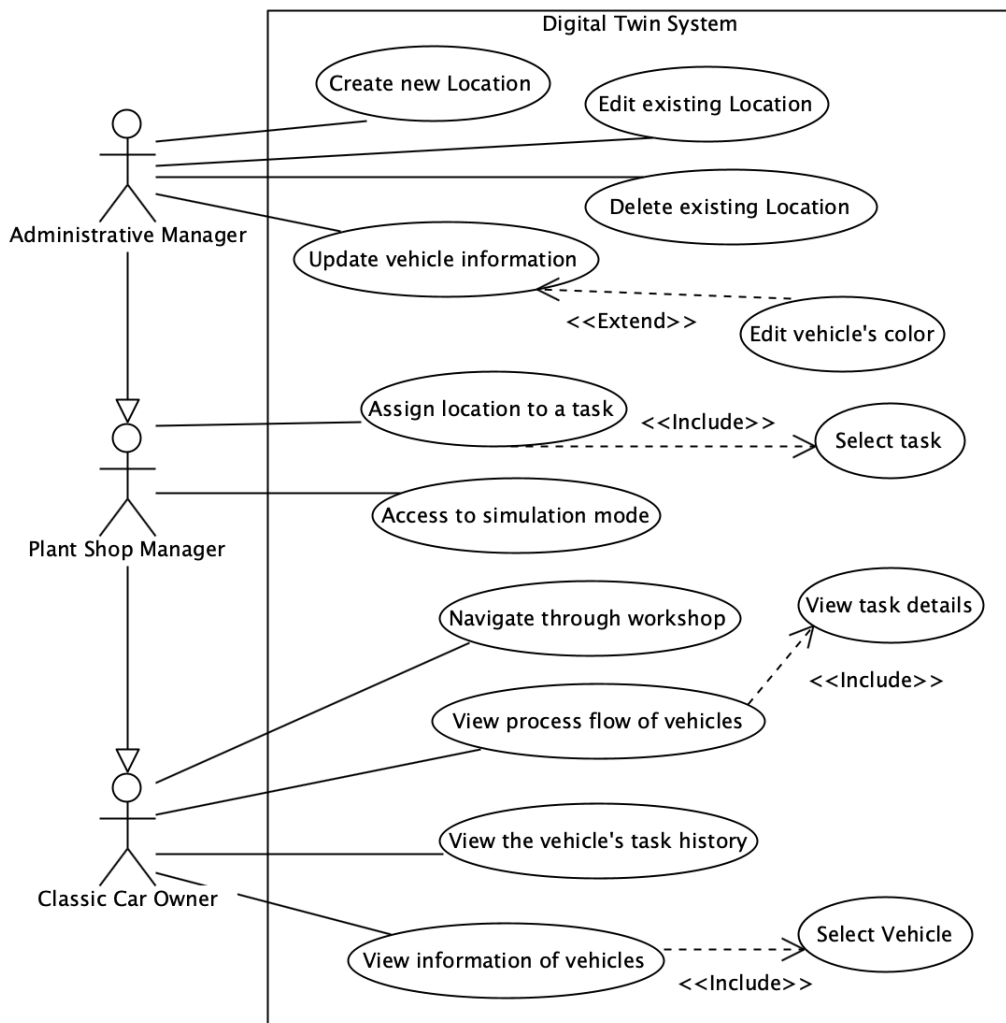 Digital Twin System
Create new Location
Edit existing Location
Delete existing Location
Administrative Manager
Update vehicle information
<<Extend>>
Edit vehicle's color
Assign location to a task
<<Include>>
Select task
Access to simulation mode
Plant Shop Manager
View task details
Navigate through workshop
<<Include>>
View process flow of vehicles
View the vehicle's task history
Classic Car Owner
Select Vehicle
View information of vehicles
<<Include>>